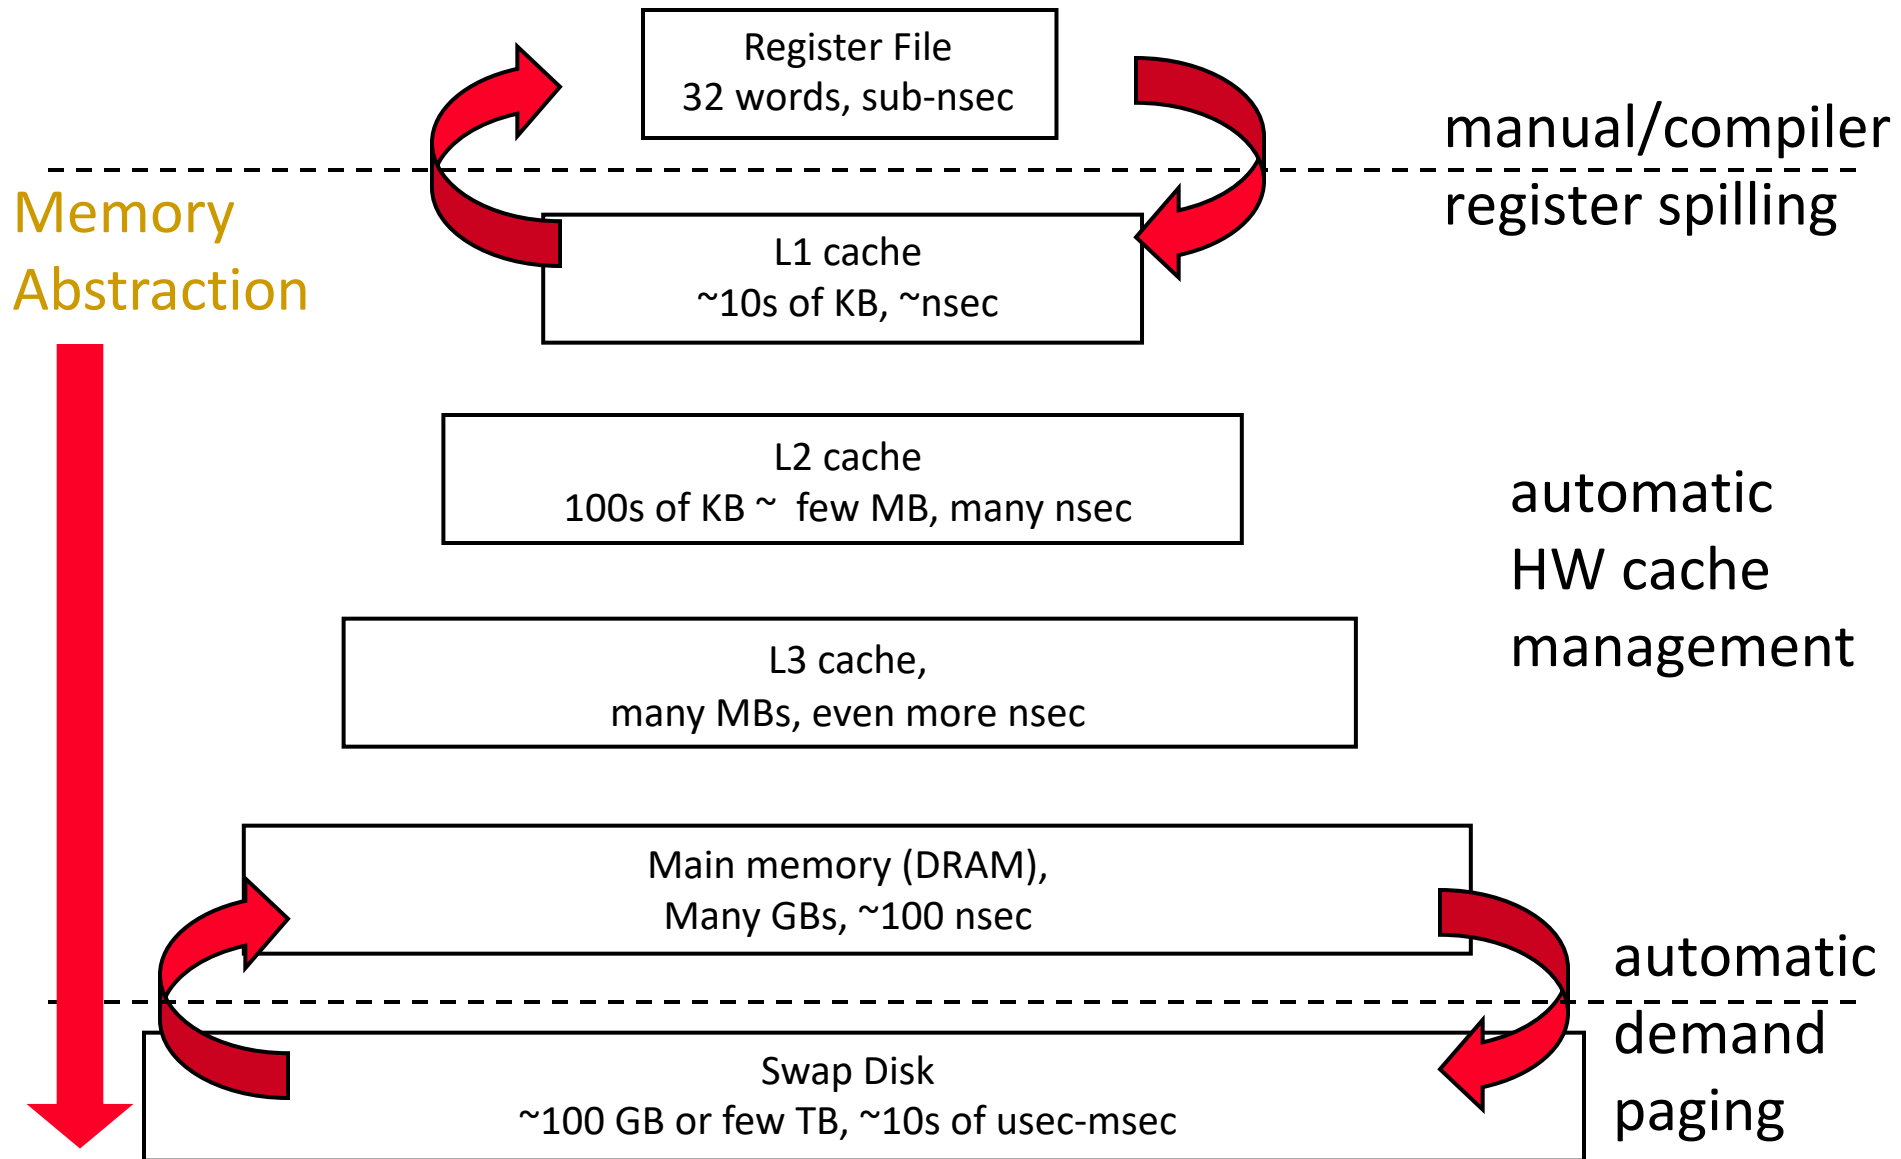 Register File
32 words, sub-nsec
manual/compiler
register spilling
Memory
Abstraction
L1 cache
~10s of KB, ~nsec
L2 cache
100s of KB ~  few MB, many nsec
automatic
HW cache
management
L3 cache,
many MBs, even more nsec
Main memory (DRAM),
Many GBs, ~100 nsec
automatic
demand
paging
Swap Disk
~100 GB or few TB, ~10s of usec-msec